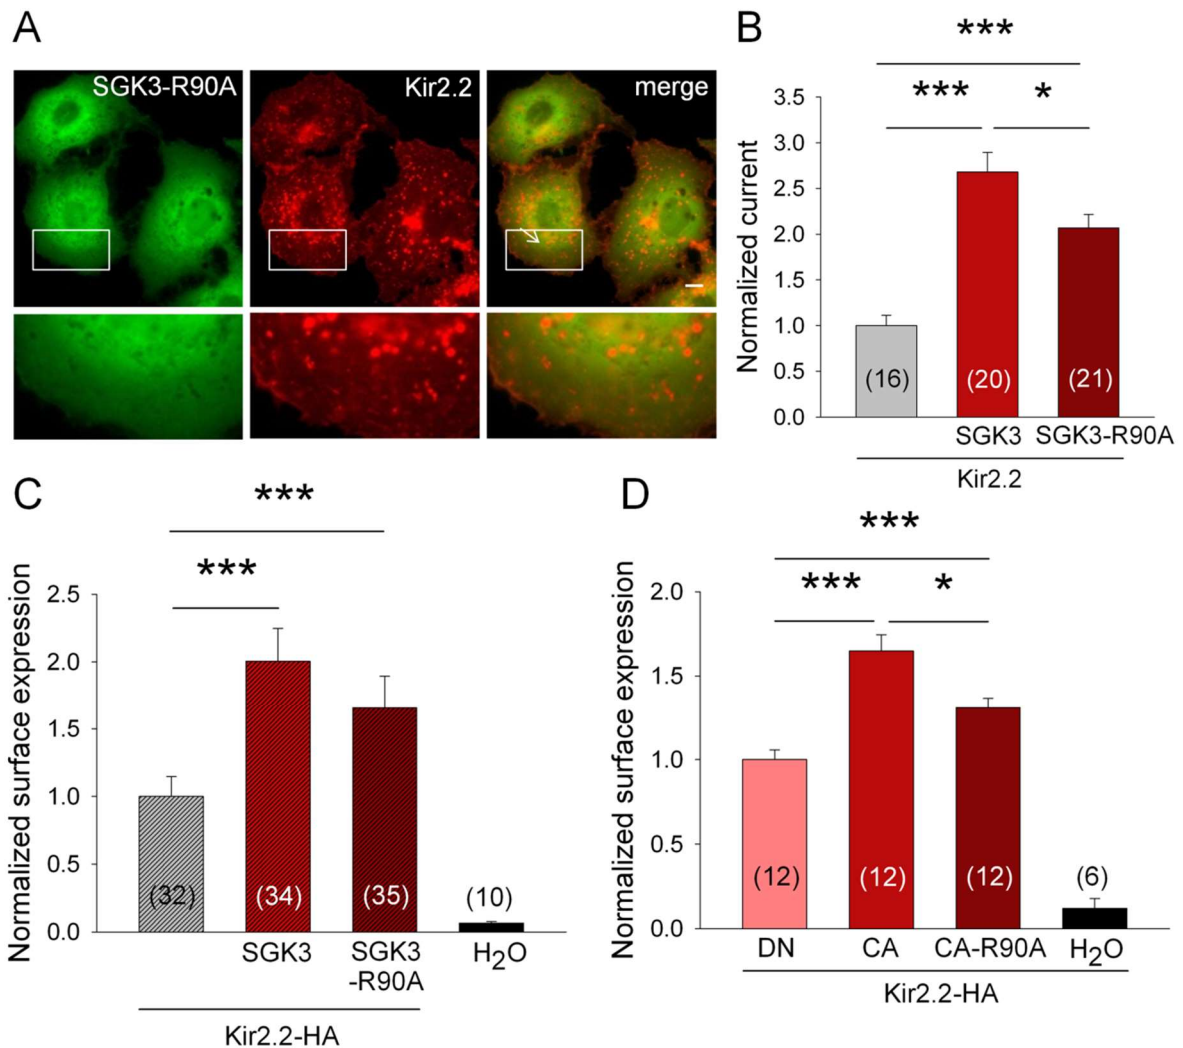 A
SGK3-R90A
Kir2.2
merge
B
***
*** *
Normalized current
3.5
3.0
2.5
2.0
1.5
1.0
0.5
0.0
(16)
(20)
(21)
SGK3
SGK3-R90A
Kir2.2
C
***
***
Normalized surface expression
2.5
2.0
1.5
1.0
0.5
0.0
(32)
(34)
(35)
(10)
SGK3
SGK3
-R90A
H2O
Kir2.2-HA
D
***
*** *
Normalized surface expression
2.0
1.5
1.0
0.5
0.0
(12)
(12)
(12)
(6)
DN
CA
CA-R90A
H2O
Kir2.2-HA